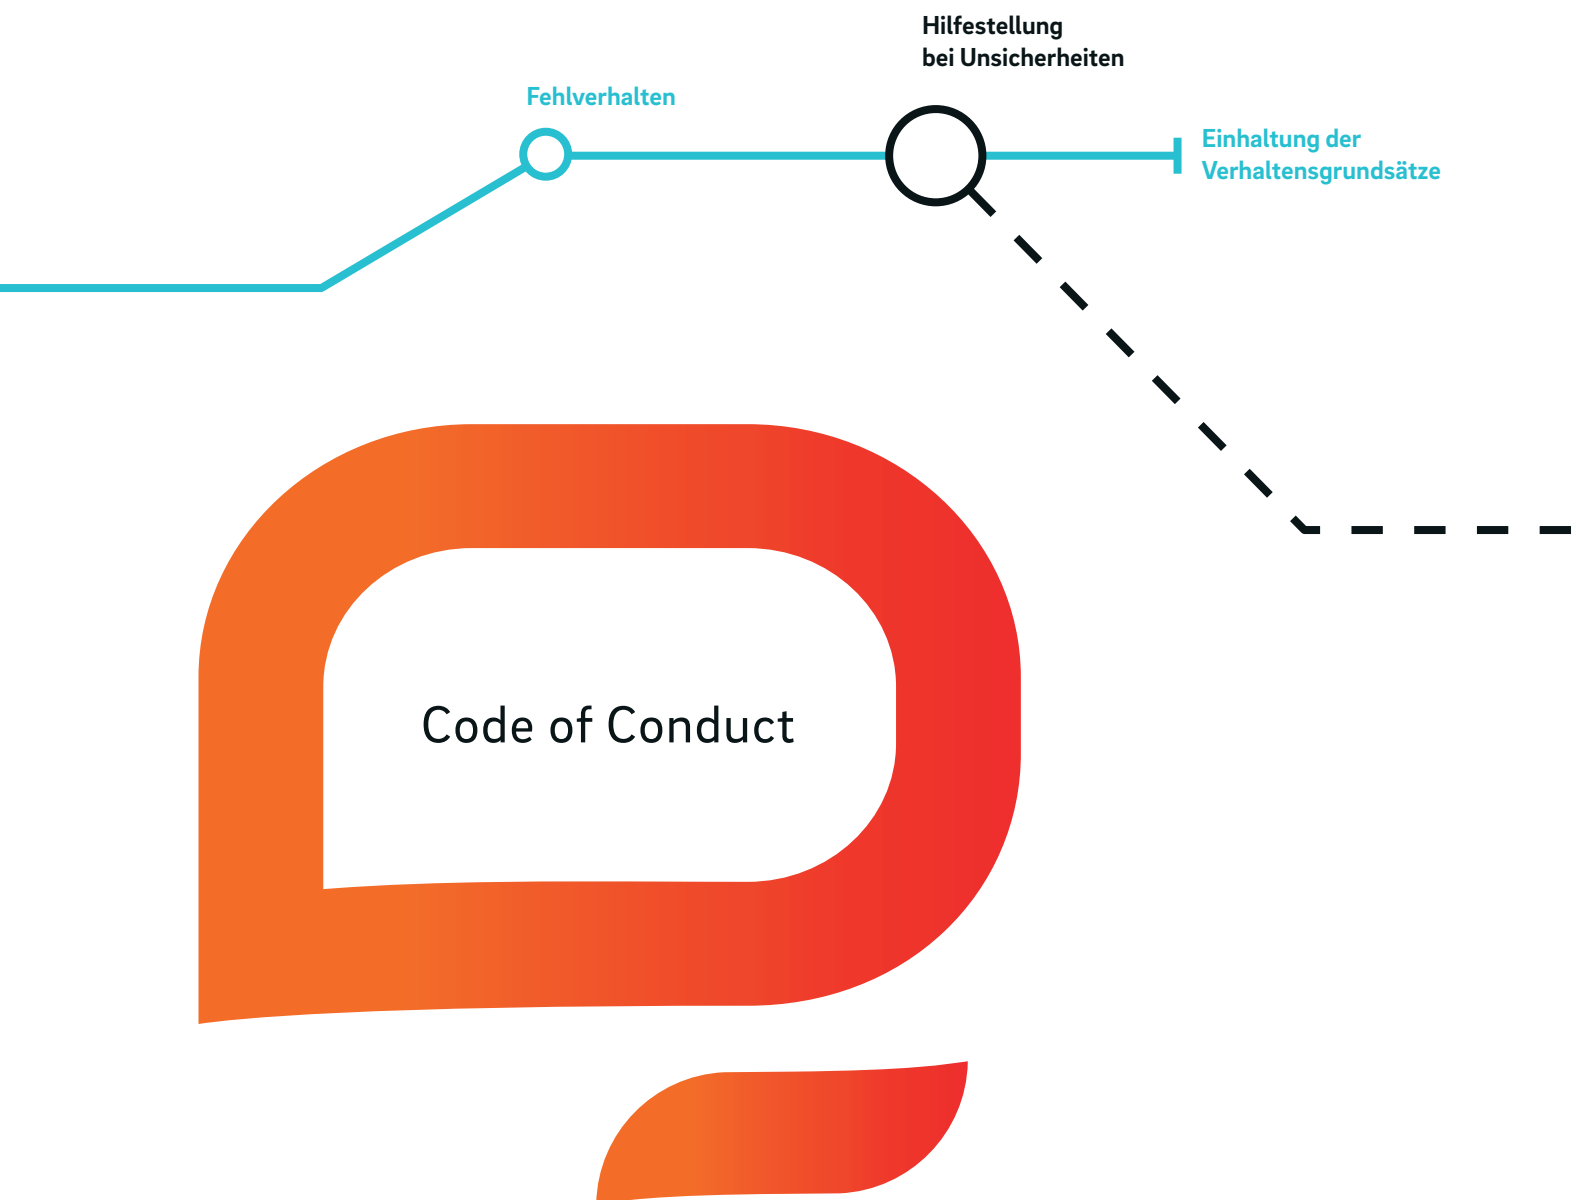 Hilfestellung
bei Unsicherheiten
Fehlverhalten
Einhaltung der
Verhaltensgrundsätze
Code of Conduct